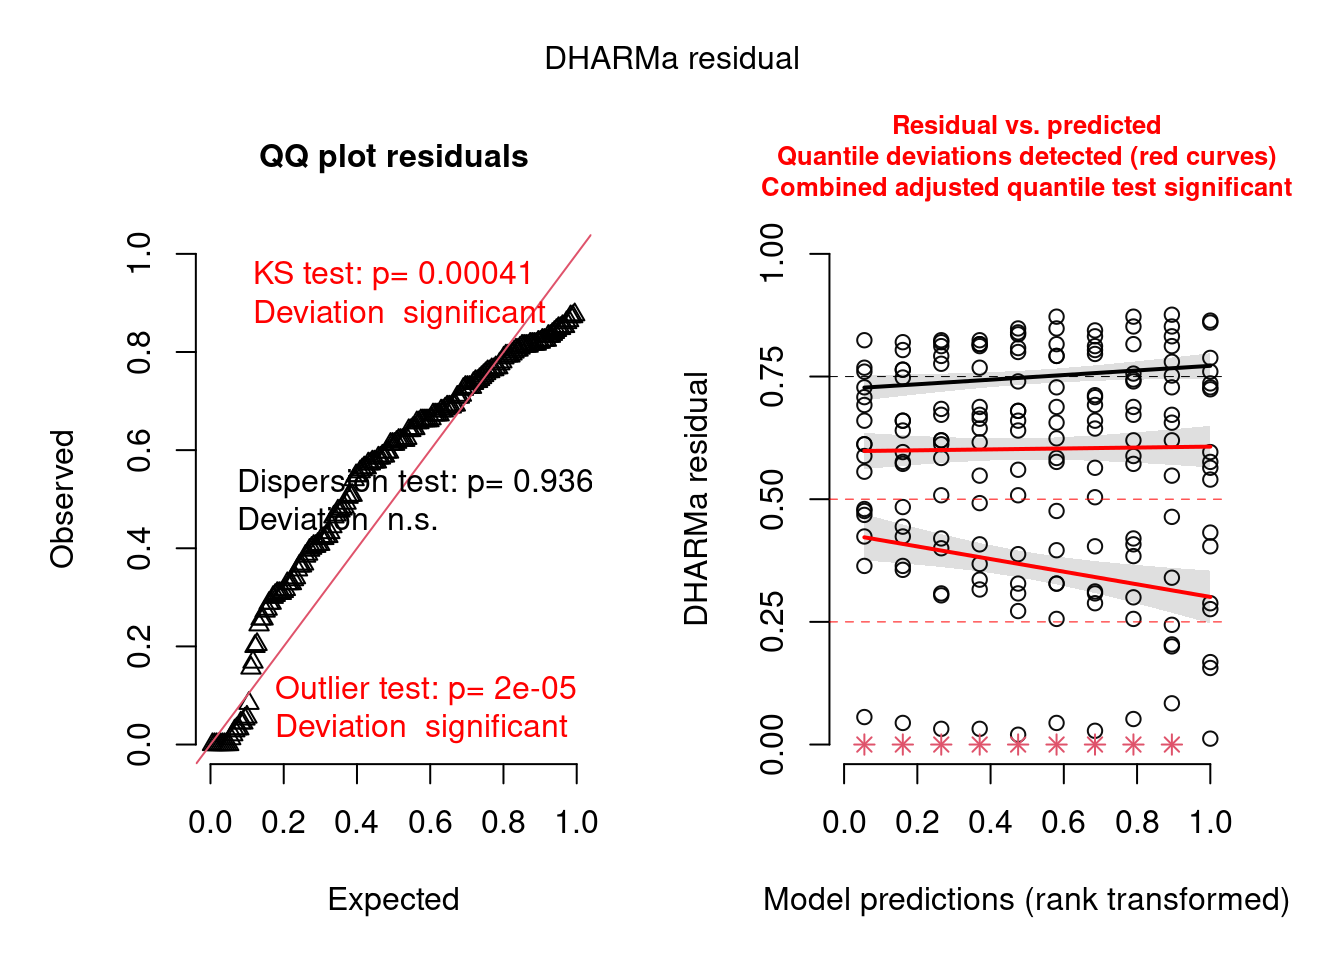 DHARMa residual
QQ plot residuals
KS test: p= 0.00041
Deviation  significant
Dispersion test: p= 0.936
Deviation  n.s.
Outlier test: p= 2e-05
Deviation  significant
Observed
0.0
0.2
0.4
0.6
0.8
1.0
0.0 0.2 0.4 0.6 0.8 1.0
Expected
Residual vs. predicted
Quantile deviations detected (red curves)
Combined adjusted quantile test significant
DHARMa residual
0.00
0.25
0.50
0.75
1.00
0.0 0.2 0.4 0.6 0.8 1.0
Model predictions (rank transformed)